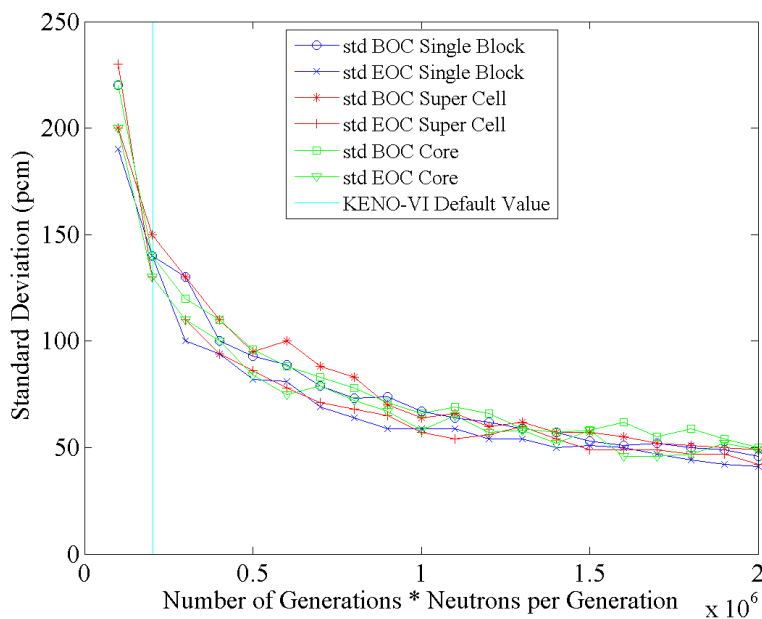 250
200
150
100
50
0
Standard Deviation (pcm)
std BOC Single Block
std EOC Single Block
std BOC Super Cell
std EOC Super Cell
std BOC Core
std EOC Core
KENO-VI Default Value
0 0.5 1 1.5 2
Number of Generations * Neutrons per Generation x 10^6